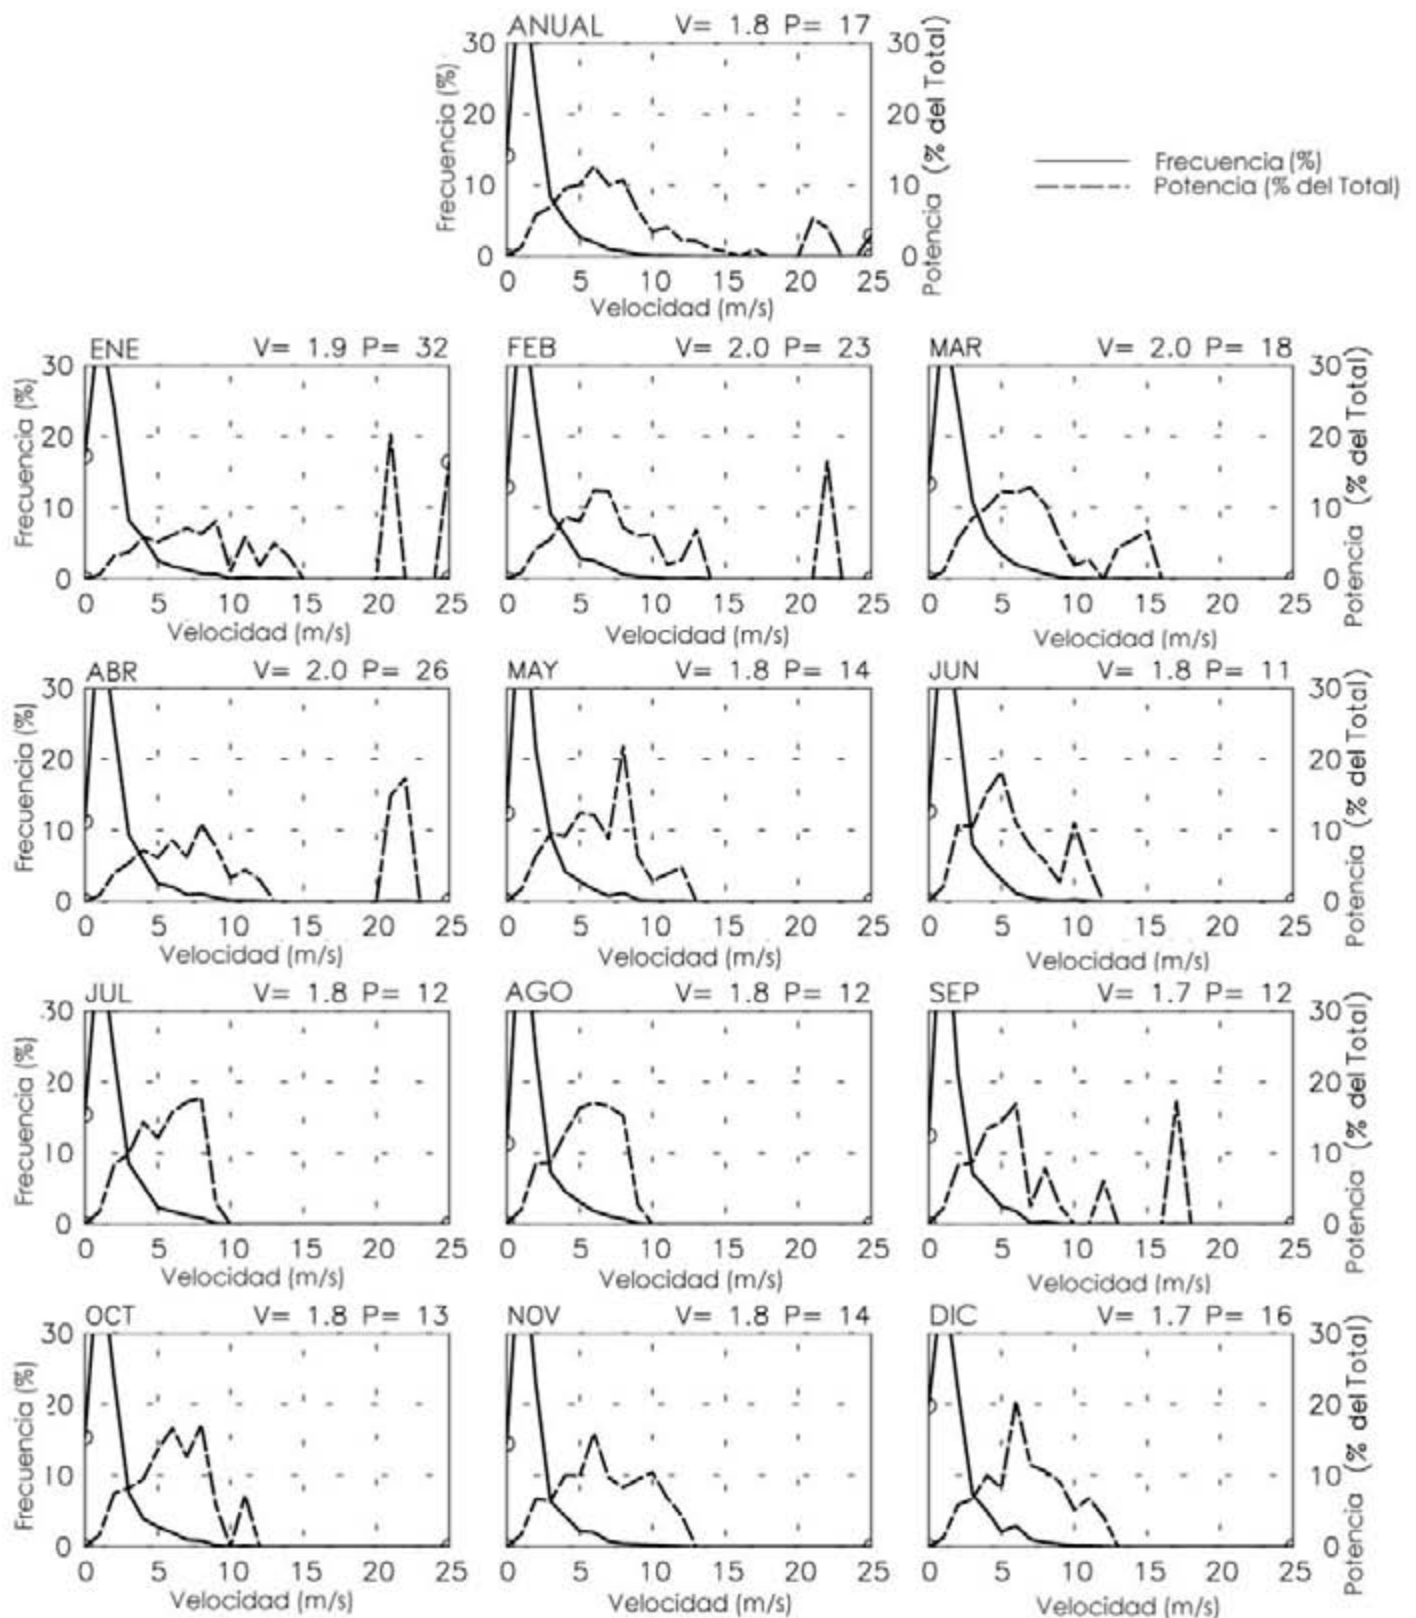 ANUAL V= 1.8 P= 17
30 30
20 20
10 10
0 0
0 5 10 15 20 25
Frecuencia (%)
Potencia (% del Total)
Velocidad (m/s)
Frecuencia (%)
Potencia (% del Total)
ENE V= 1.9 P= 32
FEB V= 2.0 P= 23
MAR V= 2.0 P= 18
30 30
20 20
10 10
0 0
Frecuencia (%)
Potencia (% del Total)
0 5 10 15 20 25
0 5 10 15 20 25
0 5 10 15 20 25
Velocidad (m/s)
Velocidad (m/s)
Velocidad (m/s)
ABR V= 2.0 P= 26
MAY V= 1.8 P= 14
JUN V= 1.8 P= 11
30 30
20 20
10 10
0 0
Frecuencia (%)
Potencia (% del Total)
0 5 10 15 20 25
0 5 10 15 20 25
0 5 10 15 20 25
Velocidad (m/s)
Velocidad (m/s)
Velocidad (m/s)
JUL V= 1.8 P= 12
AGO V= 1.8 P= 12
SEP V= 1.7 P= 12
30 30
20 20
10 10
0 0
Frecuencia (%)
Potencia (% del Total)
0 5 10 15 20 25
0 5 10 15 20 25
0 5 10 15 20 25
Velocidad (m/s)
Velocidad (m/s)
Velocidad (m/s)
OCT V= 1.8 P= 13
NOV V= 1.8 P= 14
DIC V= 1.7 P= 16
30 30
20 20
10 10
0 0
Frecuencia (%)
Potencia (% del Total)
0 5 10 15 20 25
0 5 10 15 20 25
0 5 10 15 20 25
Velocidad (m/s)
Velocidad (m/s)
Velocidad (m/s)